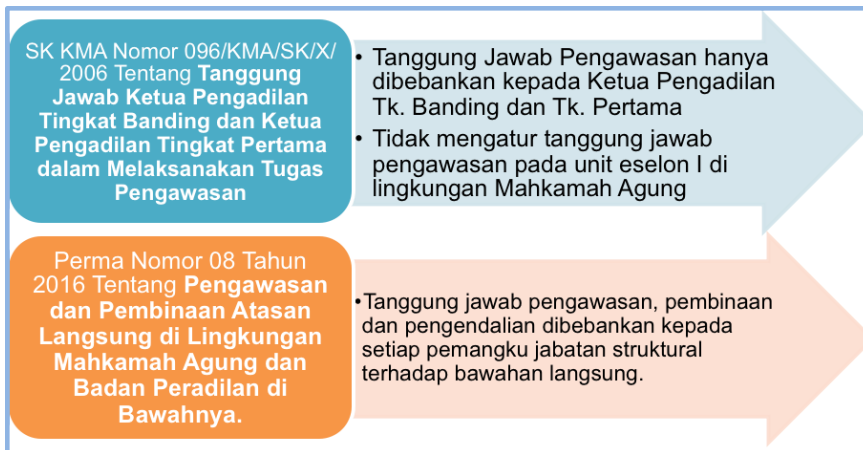 SK KMA Nomor 096/KMA/SK/X/
2006 Tentang Tanggung
Jawab Ketua Pengadilan
Tingkat Banding dan Ketua
Pengadilan Tingkat Pertama
dalam Melaksanakan Tugas
Pengawasan
• Tanggung Jawab Pengawasan hanya
dibebankan kepada Ketua Pengadilan
Tk. Banding dan Tk. Pertama
• Tidak mengatur tanggung jawab
pengawasan pada unit eselon I di
lingkungan Mahkamah Agung
Perma Nomor 08 Tahun
2016 Tentang Pengawasan
dan Pembinaan Atasan
Langsung di Lingkungan
Mahkamah Agung dan
Badan Peradilan di
Bawahnya.
•Tanggung jawab pengawasan, pembinaan
dan pengendalian dibebankan kepada
setiap pemangku jabatan struktural
terhadap bawahan langsung.